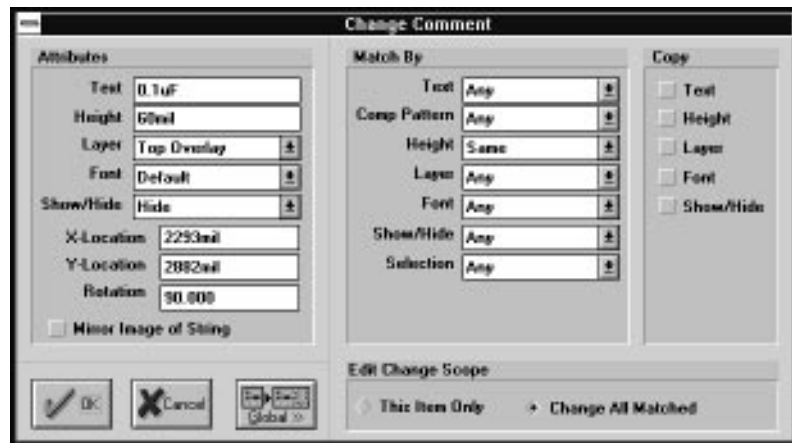 Change Comment
Attributes
Text 0.1uF
Height 60mil
Layer Top Overlay
Font Default
Show/Hide Hide
X-Location 2293mil
Y-Location 2882mil
Rotation 90.000
Mirror Image of String
Match By
Text Any
Comp Pattern Any
Height Same
Layer Any
Font Any
Show/Hide Any
Selection Any
Copy
Text
Height
Layer
Font
Show/Hide
OK
Cancel
Global >>
Edit Change Scope
This Item Only
Change All Matched